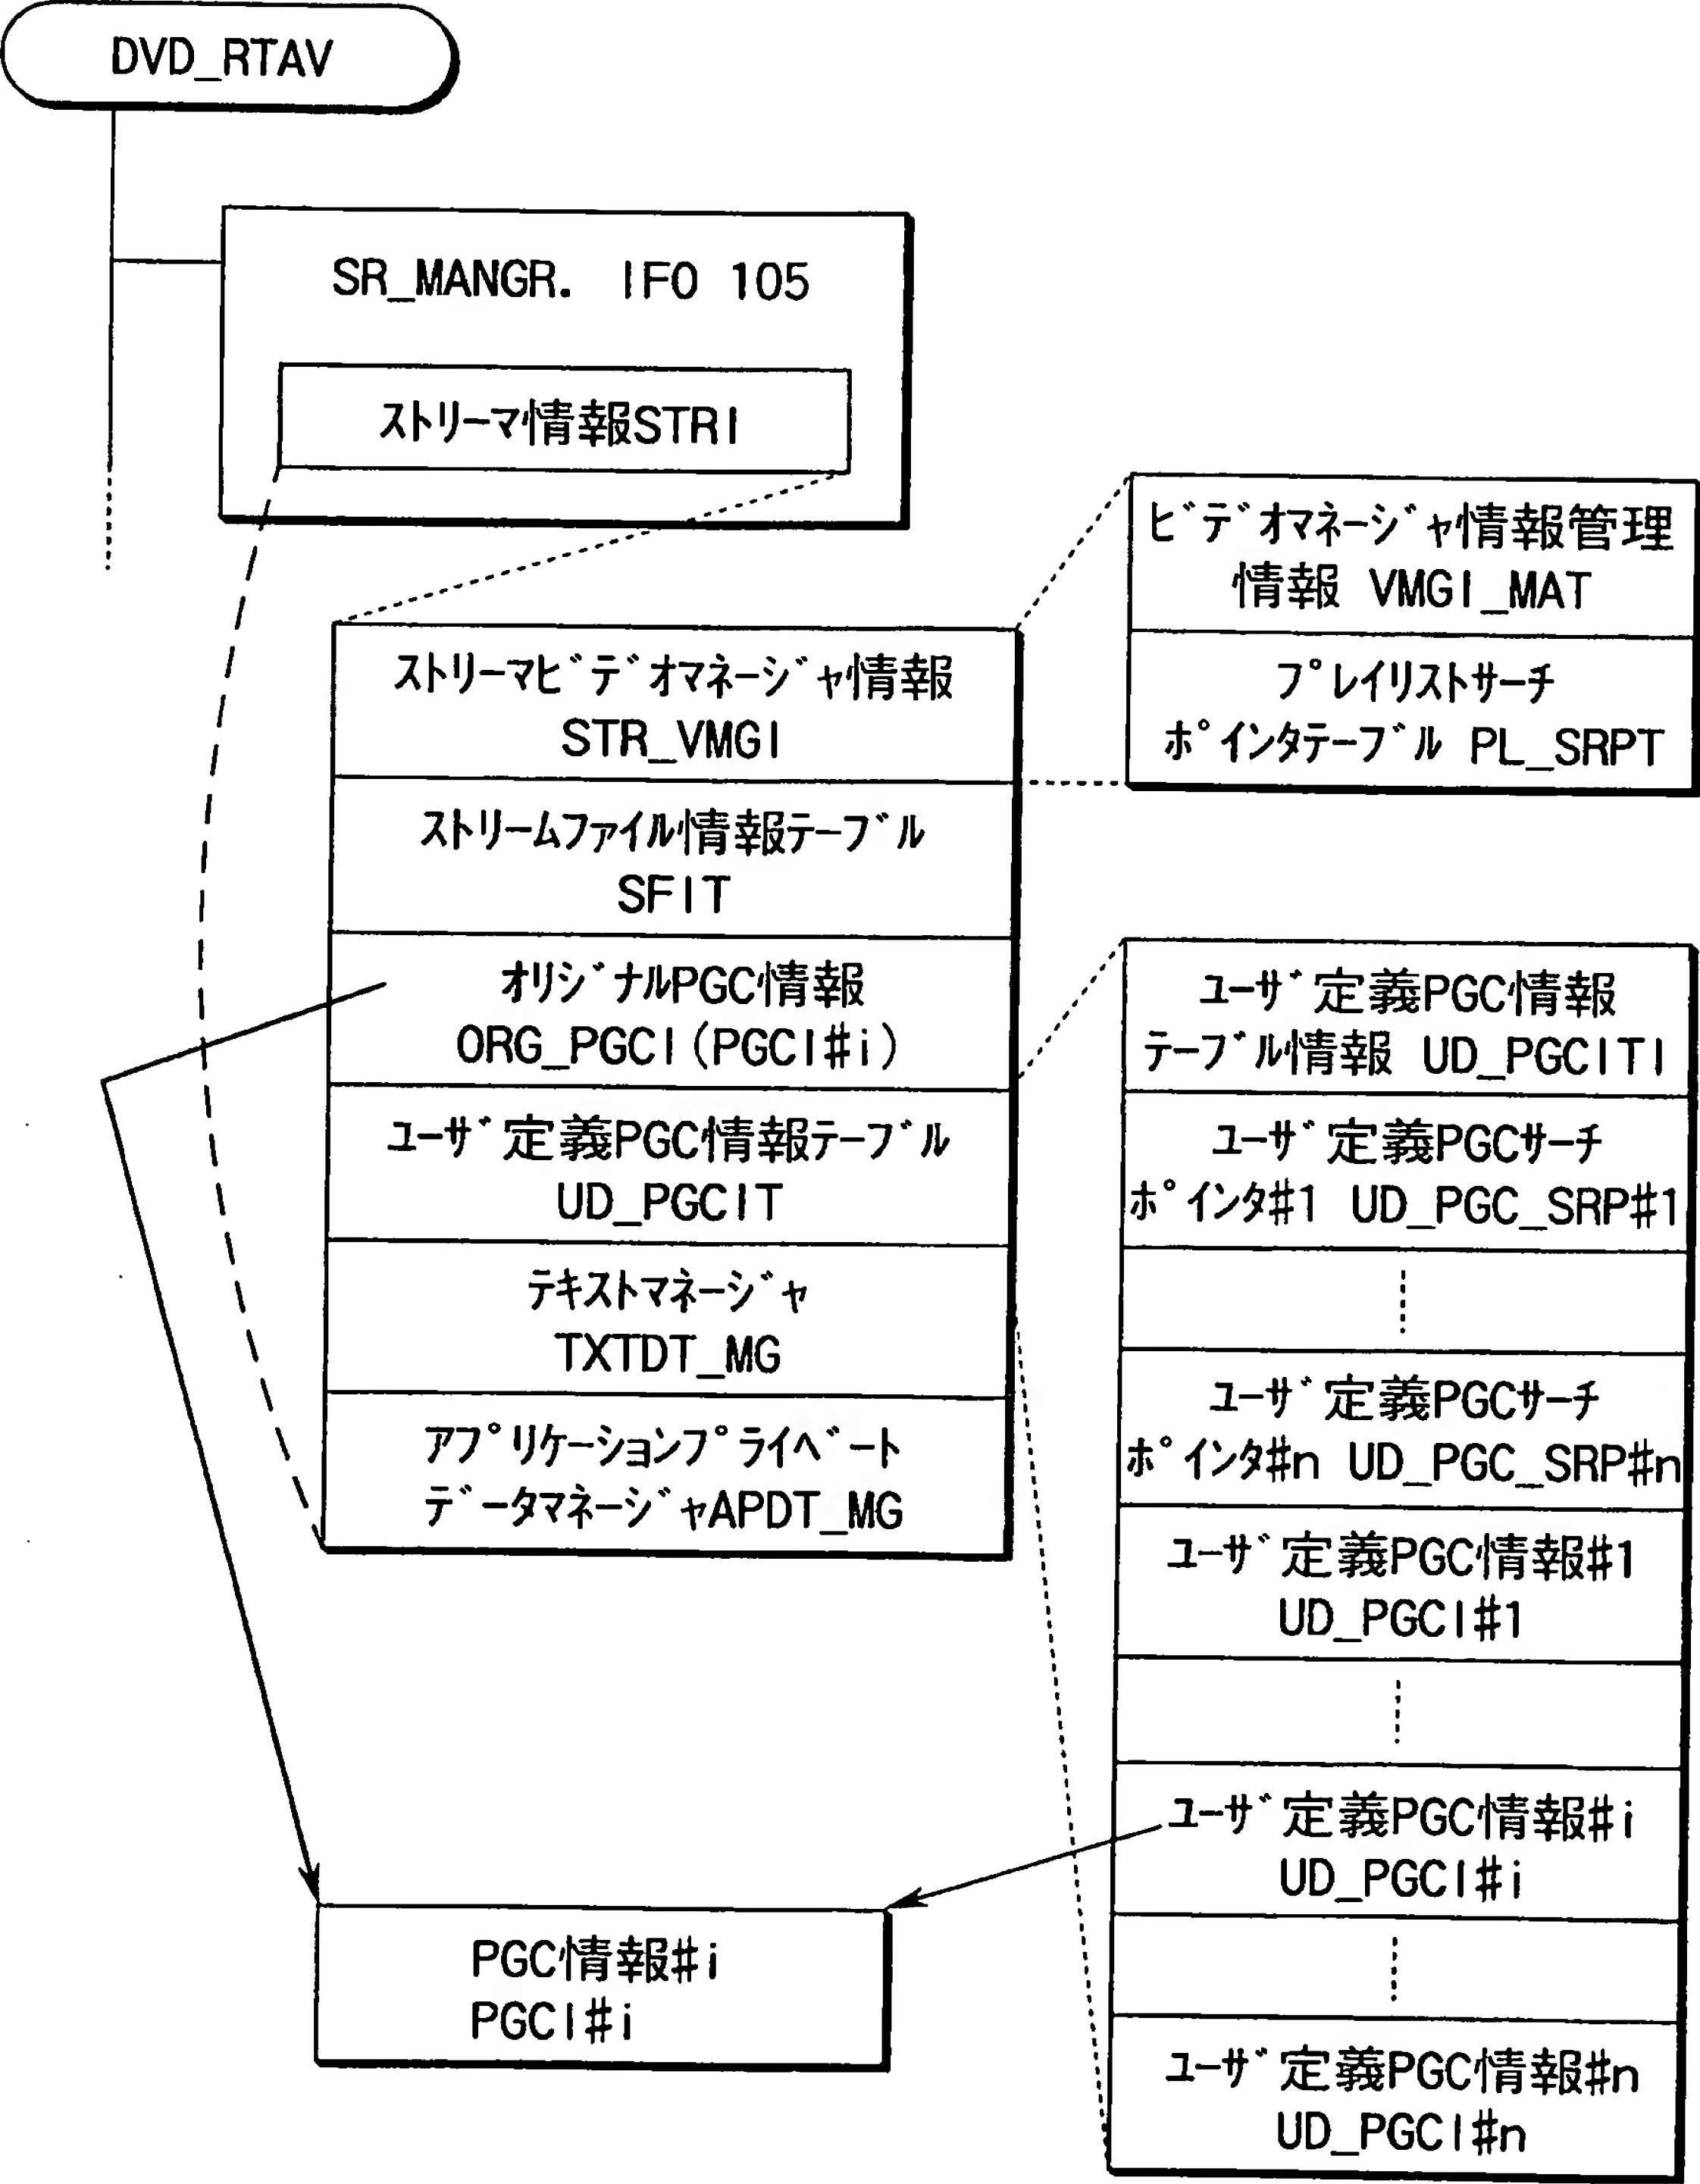 DVD_RTAV
SR_MANGR. IFO 105
ストリーマ情報STRI
ビデオマネージャ情報管理
情報 VMGI_MAT
プレイリストサーチ
ポインタテーブル PL_SRPT
ストリーマビデオマネージャ情報
STR_VMGI
ストリームファイル情報テーブル
SFIT
オリジナルPGC情報
ORG_PGCI(PGCI#i)
ユーザ定義PGC情報テーブル
UD_PGCIT
テキストマネージャ
TXTDT_MG
アプリケーションプライベート
データマネージャAPDT_MG
ユーザ定義PGC情報
テーブル情報 UD_PGCITI
ユーザ定義PGCサーチ
ポインタ#1 UD_PGC_SRP#1
ユーザ定義PGCサーチ
ポインタ#n UD_PGC_SRP#n
ユーザ定義PGC情報#1
UD_PGCI#1
ユーザ定義PGC情報#i
UD_PGCI#i
ユーザ定義PGC情報#n
UD_PGCI#n
PGC情報#i
PGCI#i